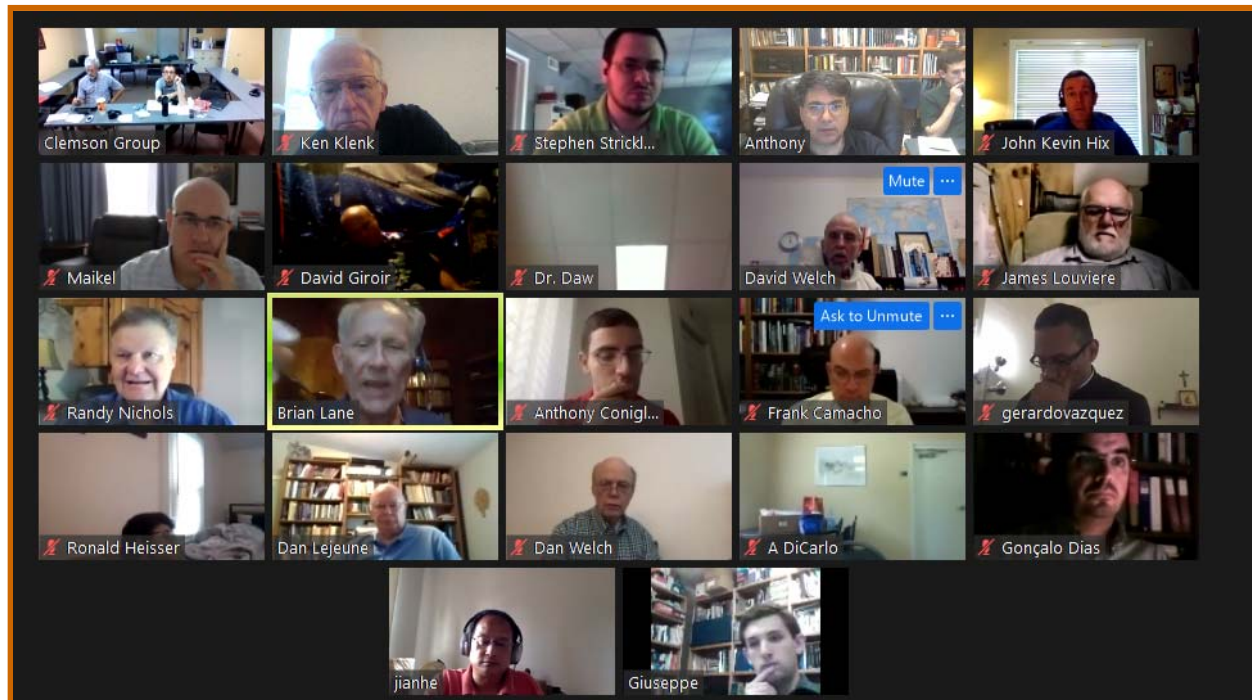 Clemson Group
Ken Klenk
Stephen Strickl...
Anthony
John Kevin Hix
Mute ...
Maikel
David Giroir
Dr. Daw
David Welch
James Louviere
Ask to Unmute ...
Randy Nichols
Brian Lane
Anthony Conigl...
Frank Camacho
gerardovazquez
Ronald Heisser
Dan Lejeune
Dan Welch
A DiCarlo
Gonçalo Dias
jianhe
Giuseppe